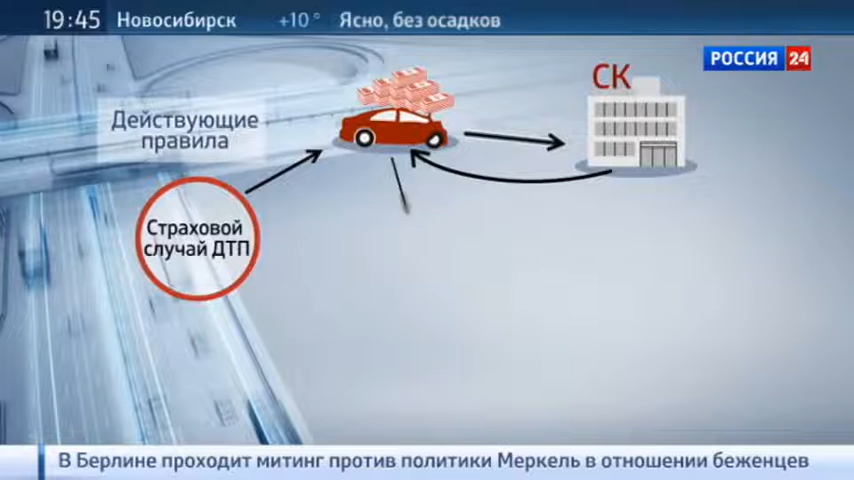 19:45 Новосибирск +10° Ясно, без осадков
РОССИЯ 24
СК
Действующие
правила
Страховой
случай ДТП
В Берлине проходит митинг против политики Меркель в отношении беженцев